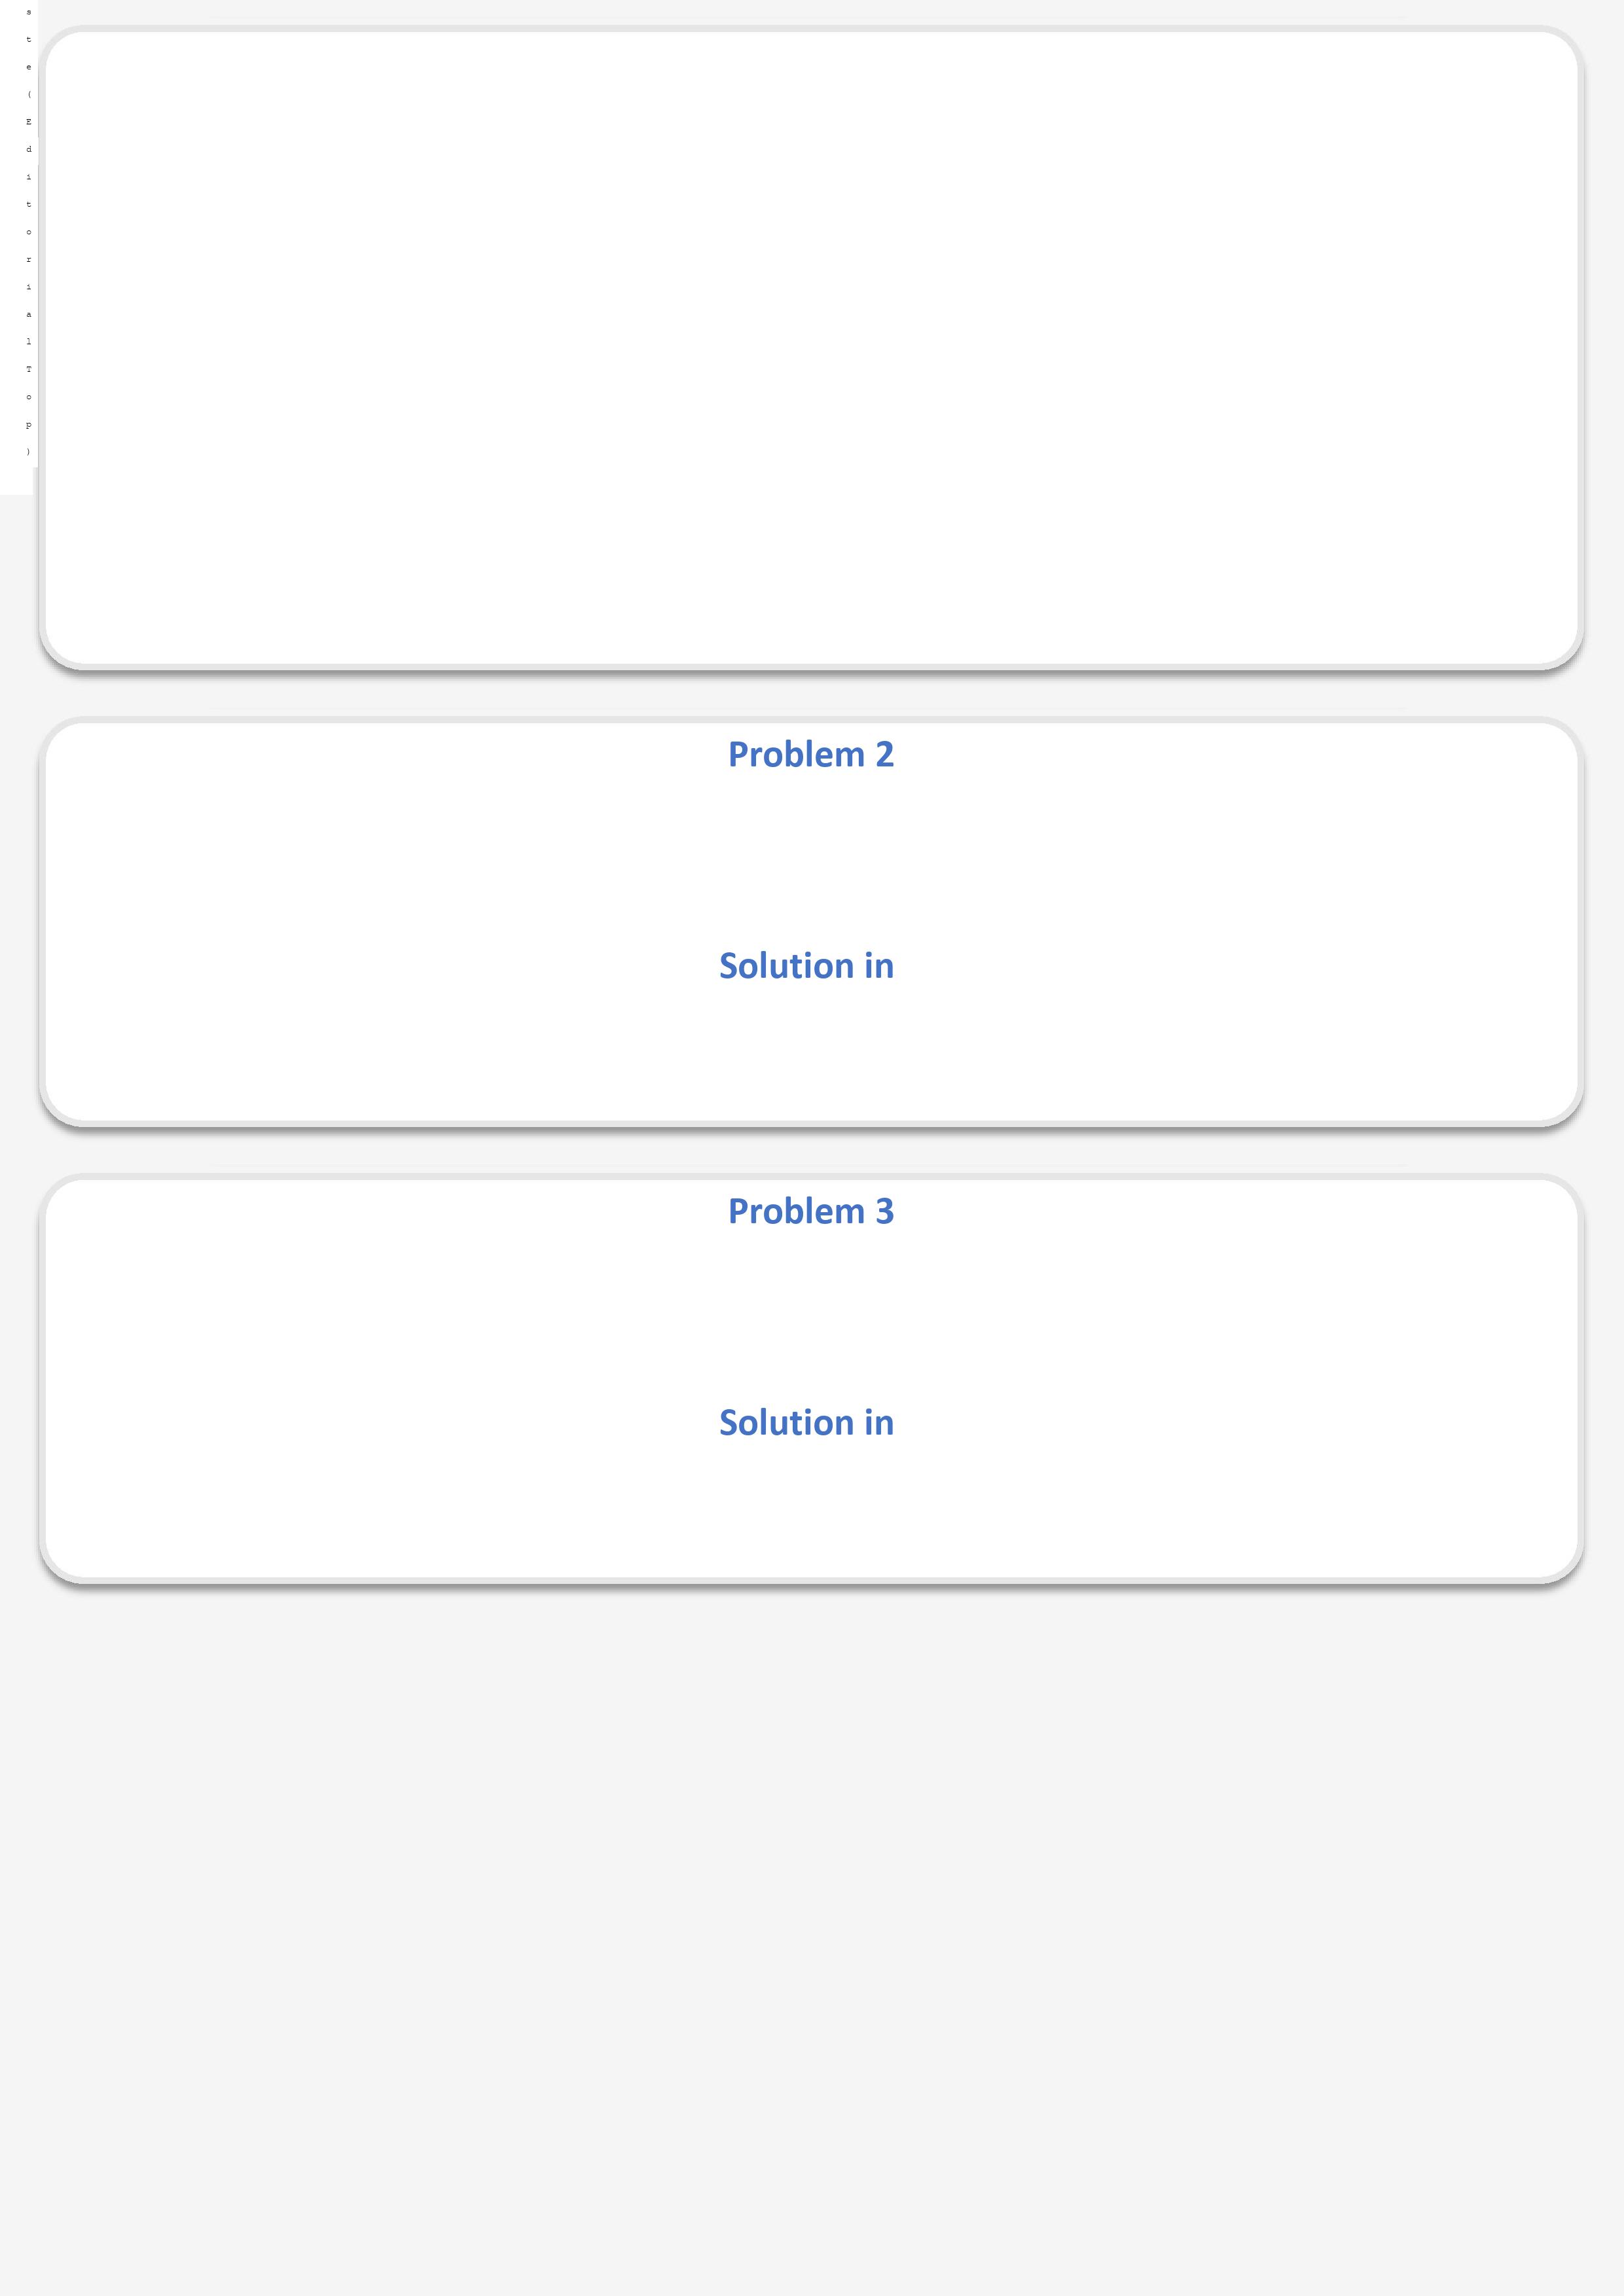 s
t
e
(
E
d
i
t
o
r
i
a
l
T
o
p
)
Problem 2
Solution in
Problem 3
Solution in